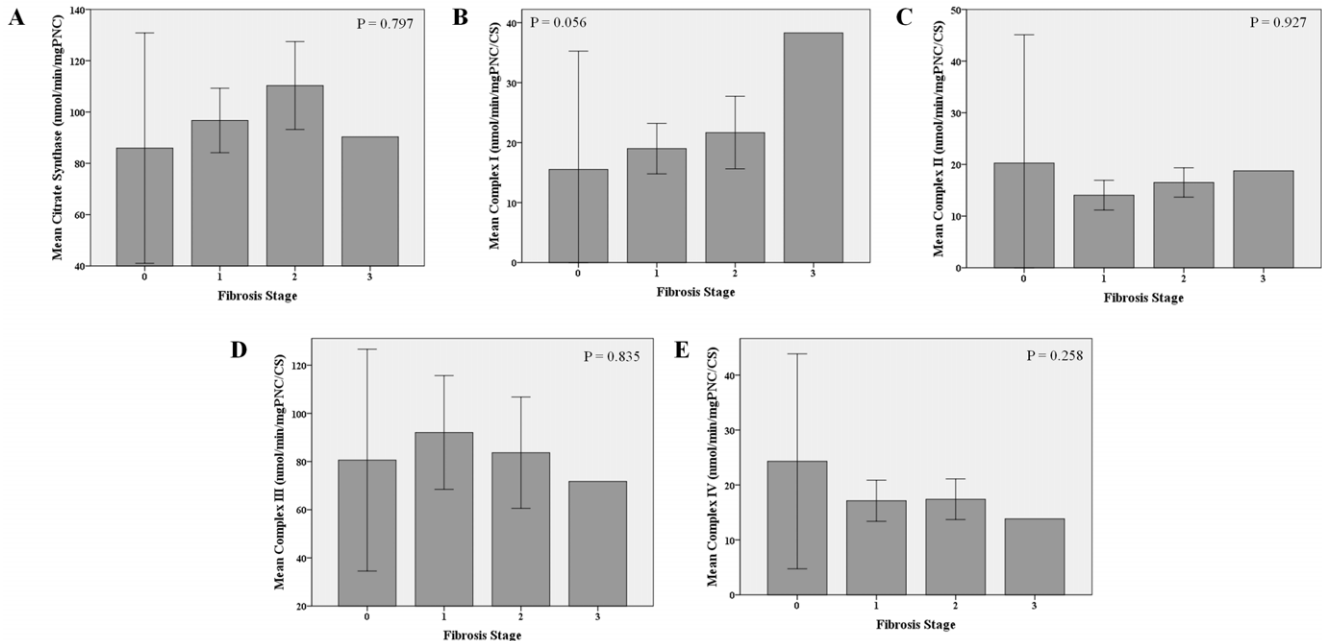 A
P = 0.797
Mean Citrate Synthase (nmol/min/mgPNC)
140
120
100
80
60
40
0 1 2 3
Fibrosis Stage
B
P = 0.056
Mean Complex I (nmol/min/mgPNC/CS)
40
30
20
10
0
0 1 2 3
Fibrosis Stage
C
P = 0.927
Mean Complex II (nmol/min/mgPNC/CS)
50
40
30
20
10
0
0 1 2 3
Fibrosis Stage
D
P = 0.835
Mean Complex III (nmol/min/mgPNC/CS)
120
100
80
60
40
20
0 1 2 3
Fibrosis Stage
E
P = 0.258
Mean Complex IV (nmol/min/mgPNC/CS)
40
30
20
10
0
0 1 2 3
Fibrosis Stage